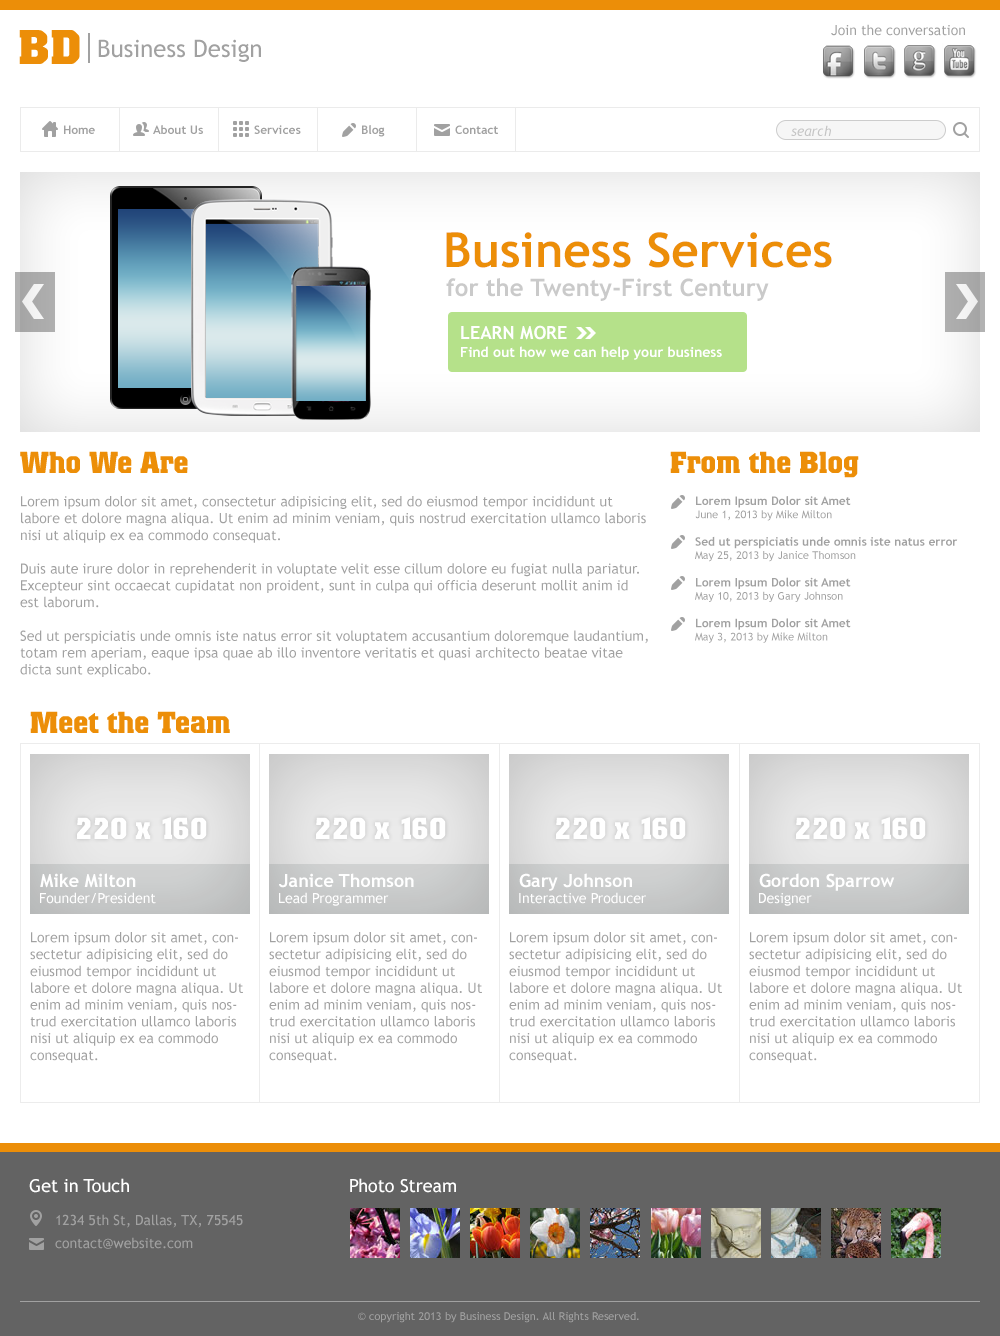 Join the conversation
BD | Business Design
f t g You Tube
Home
About Us
Services
Blog
Contact
search
Business Services
for the Twenty-First Century
LEARN MORE
Find out how we can help your business
Who We Are
Lorem ipsum dolor sit amet, consectetur adipisicing elit, sed do eiusmod tempor incididunt ut
labore et dolore magna aliqua. Ut enim ad minim veniam, quis nostrud exercitation ullamco laboris
nisi ut aliquip ex ea commodo consequat.
Duis aute irure dolor in reprehenderit in voluptate velit esse cillum dolore eu fugiat nulla pariatur.
Excepteur sint occaecat cupidatat non proident, sunt in culpa qui officia deserunt mollit anim id
est laborum.
Sed ut perspiciatis unde omnis iste natus error sit voluptatem accusantium doloremque laudantium,
totam rem aperiam, eaque ipsa quae ab illo inventore veritatis et quasi architecto beatae vitae
dicta sunt explicabo.
From the Blog
Lorem Ipsum Dolor sit Amet
June 1, 2013 by Mike Milton
Sed ut perspiciatis unde omnis iste natus error
May 25, 2013 by Janice Thomson
Lorem Ipsum Dolor sit Amet
May 10, 2013 by Gary Johnson
Lorem Ipsum Dolor sit Amet
May 3, 2013 by Mike Milton
Meet the Team
220 x 160
Mike Milton
Founder/President
Lorem ipsum dolor sit amet, con-
sectetur adipisicing elit, sed do
eiusmod tempor incididunt ut
labore et dolore magna aliqua. Ut
enim ad minim veniam, quis nos-
trud exercitation ullamco laboris
nisi ut aliquip ex ea commodo
consequat.
220 x 160
Janice Thomson
Lead Programmer
Lorem ipsum dolor sit amet, con-
sectetur adipisicing elit, sed do
eiusmod tempor incididunt ut
labore et dolore magna aliqua. Ut
enim ad minim veniam, quis nos-
trud exercitation ullamco laboris
nisi ut aliquip ex ea commodo
consequat.
220 x 160
Gary Johnson
Interactive Producer
Lorem ipsum dolor sit amet, con-
sectetur adipisicing elit, sed do
eiusmod tempor incididunt ut
labore et dolore magna aliqua. Ut
enim ad minim veniam, quis nos-
trud exercitation ullamco laboris
nisi ut aliquip ex ea commodo
consequat.
220 x 160
Gordon Sparrow
Designer
Lorem ipsum dolor sit amet, con-
sectetur adipisicing elit, sed do
eiusmod tempor incididunt ut
labore et dolore magna aliqua. Ut
enim ad minim veniam, quis nos-
trud exercitation ullamco laboris
nisi ut aliquip ex ea commodo
consequat.
Get in Touch
1234 5th St, Dallas, TX, 75545
contact@website.com
Photo Stream
© copyright 2013 by Business Design. All Rights Reserved.